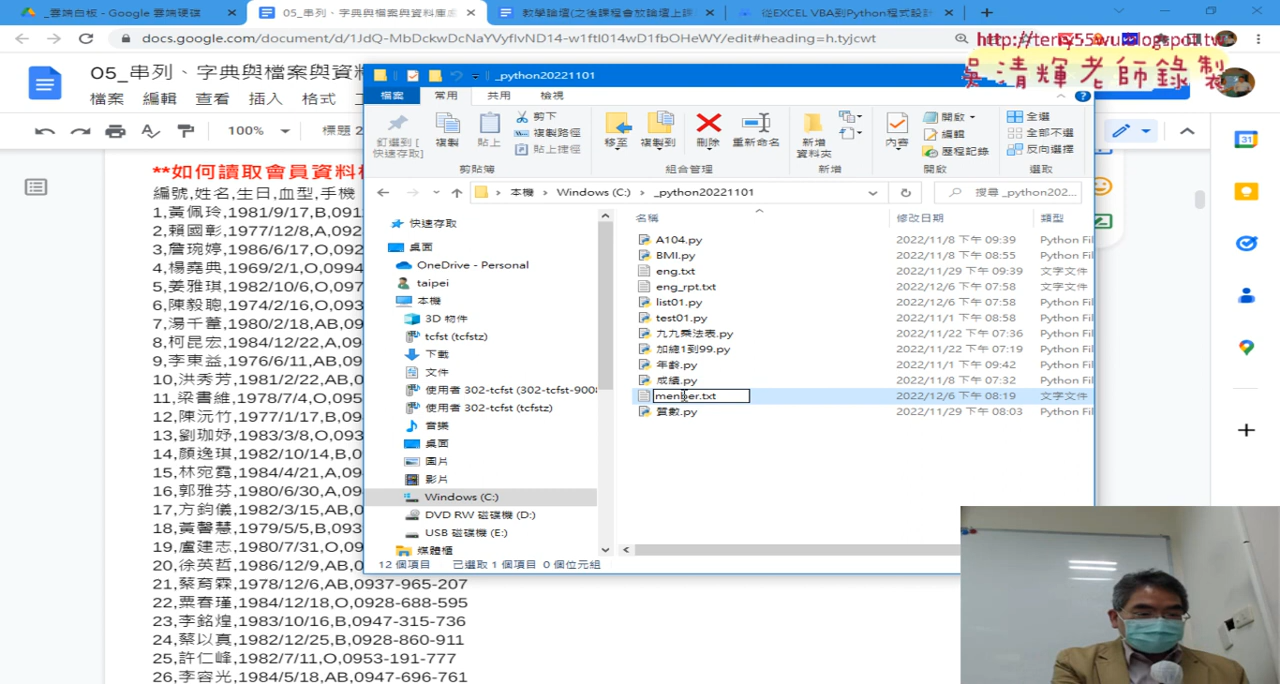 _雲端白板 - Google 雲端硬碟
05_串列、字典與檔案與資料庫處
教學論壇(之後課程會放論壇上課
從EXCEL VBA到Python程式設計
docs.google.com/document/d/1JdQ-MbDckwDcNaYVyfIvND14-w1ftI014wD1fbOHeWY/edit#heading=h.tyjcwt
http://terry55wu.blogspot.tw
吳清輝老師錄製
05_串列、字典與檔案與資料
檔案 編輯 查看 插入 格式
100% 標題 2
_python20221101
檔案 常用 共用 檢視
釘選到 [快速存取]
複製
貼上
剪下
複製路徑
貼上捷徑
剪貼簿
移至
複製到
刪除
重新命名
組合管理
新增資料夾
新增
內容
開啟
編輯
歷程記錄
開啟
全選
全部不選
反向選擇
選取
本機 > Windows (C:) > _python20221101
搜尋 _python202...
快速存取
桌面
OneDrive - Personal
taipei
本機
3D 物件
tcfst (tcfstz)
下載
文件
使用者 302-tcfst (302-tcfst-9008
使用者 302-tcfst (tcfstz)
音樂
桌面
圖片
影片
Windows (C:)
DVD RW 磁碟機 (D:)
USB 磁碟機 (E:)
媒體櫃
名稱 修改日期 類型
A104.py 2022/11/8 下午 09:39 Python Fil
BMI.py 2022/11/8 下午 08:55 Python Fil
eng.txt 2022/11/29 下午 09:39 文字文件
eng_rpt.txt 2022/12/6 下午 07:58 文字文件
list01.py 2022/12/6 下午 07:58 Python Fil
test01.py 2022/11/1 下午 08:58 Python Fil
九九乘法表.py 2022/11/22 下午 07:36 Python Fil
加總1到99.py 2022/11/22 下午 07:19 Python Fil
年齡.py 2022/11/1 下午 09:42 Python Fil
成績.py 2022/11/8 下午 07:32 Python Fil
2022/12/6 下午 08:19 文字文件
質數.py 2022/11/29 下午 08:03 Python Fil
12 個項目 已選取 1 個項目 0 個位元組
**如何讀取會員資料
編號,姓名,生日,血型,手機
1,黃佩玲,1981/9/17,B,091
2,賴國彰,1977/12/8,A,092
3,詹琬婷,1986/6/17,O,092
4,楊堯典,1969/2/1,O,0994
5,姜雅琪,1982/10/6,O,097
6,陳毅聰,1974/2/16,O,093
7,湯千葦,1980/2/18,AB,09
8,柯昆宏,1984/12/22,A,09
9,李東益,1976/6/11,AB,09
10,洪秀芳,1981/2/22,AB,0
11,梁書維,1978/7/4,O,095
12,陳沅竹,1977/1/17,B,09
13,劉珈妤,1983/3/8,O,093
14,顏逸琪,1982/10/14,B,0
15,林宛霓,1984/4/21,A,09
16,郭雅芬,1980/6/30,A,09
17,方鈞儀,1982/3/15,AB,0
18,黃馨慧,1979/5/5,B,093
19,盧建志,1980/7/31,O,09
20,徐英哲,1986/12/9,AB,0
21,蔡育霖,1978/12/6,AB,0937-965-207
22,粟春瑾,1984/12/18,O,0928-688-595
23,李銘煌,1983/10/16,B,0947-315-736
24,蔡以真,1982/12/25,B,0928-860-911
25,許仁峰,1982/7/11,O,0953-191-777
26,李容光,1984/5/18,AB,0947-696-761